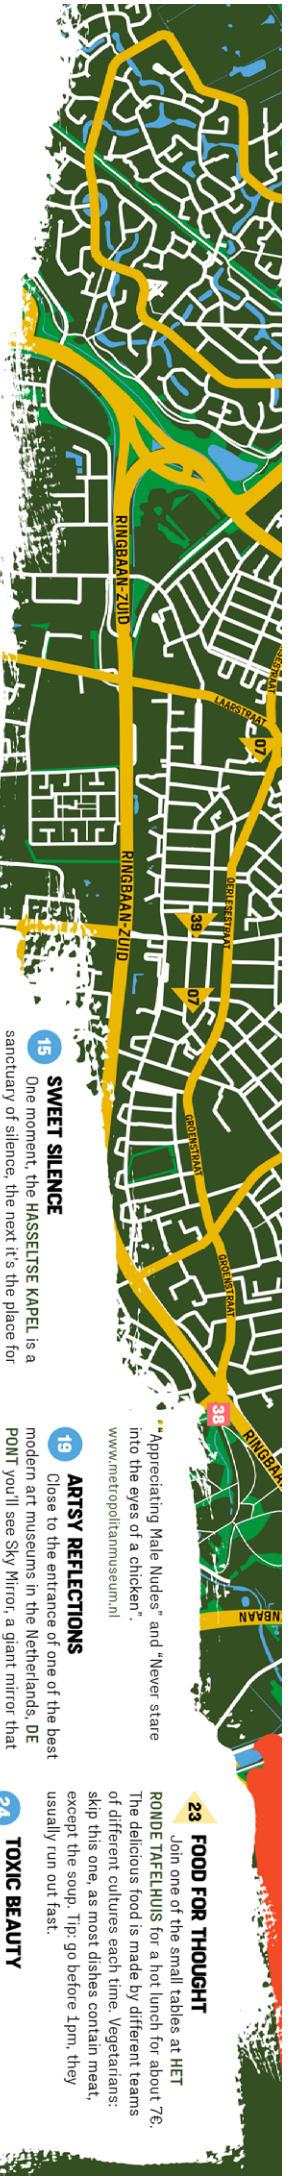 RINGBAAN-ZUID
LAARSTRAAT
07
RINGBAAN-ZUID
39
07
GROENSTRAAT
GROENSTRAAT
38
15 SWEET SILENCE
One moment, the HASSELTSE KAPEL is a
sanctuary of silence, the next it's the place for
"Appreciating Male Nudes" and "Never stare
into the eyes of a chicken".
www.metropolitanmuseum.nl
19 ARTSY REFLECTIONS
Close to the entrance of one of the best
modern art museums in the Netherlands, DE
PONT you'll see Sky Mirror, a giant mirror that
23 FOOD FOR THOUGHT
Join one of the small tables at HET
RONDE TAFELHUIS for a hot lunch for about 7€.
The delicious food is made by different teams
of different cultures each time. Vegetarians:
skip this one, as most dishes contain meat,
except the soup. Tip: go before 1pm, they
usually run out fast.
24 TOXIC BEAUTY